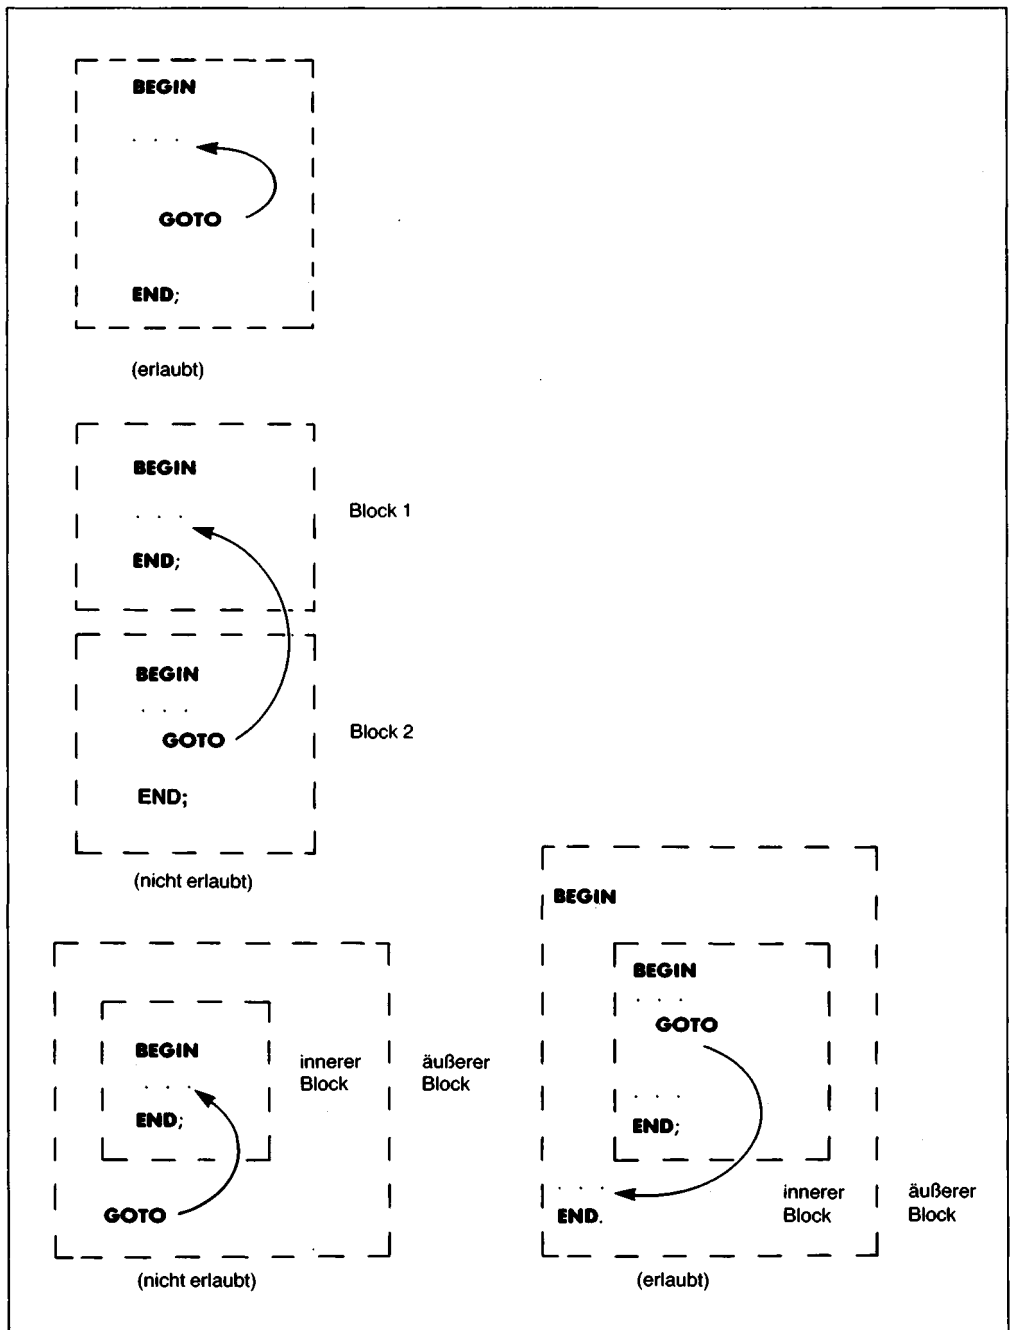 BEGIN
. . .
GOTO
END;
(erlaubt)
BEGIN
. . .
END;
Block 1
BEGIN
. . .
GOTO
END;
Block 2
(nicht erlaubt)
BEGIN
. . .
END;
innerer
Block
äußerer
Block
GOTO
(nicht erlaubt)
BEGIN
BEGIN
. . .
GOTO
. . .
END;
. . .
END.
innerer
Block
äußerer
Block
(erlaubt)